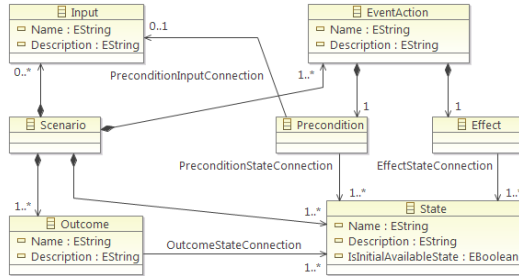 Input
Name : EString
Description : EString
EventAction
Name : EString
Description : EString
0..1
PreconditionInputConnection
0..*
1..*
1
1
Scenario
Precondition
Effect
PreconditionStateConnection
EffectStateConnection
1..*
1..*
1..*
1..*
Outcome
Name : EString
Description : EString
OutcomeStateConnection
1..*
State
Name : EString
Description : EString
IsInitialAvailableState : EBoolean